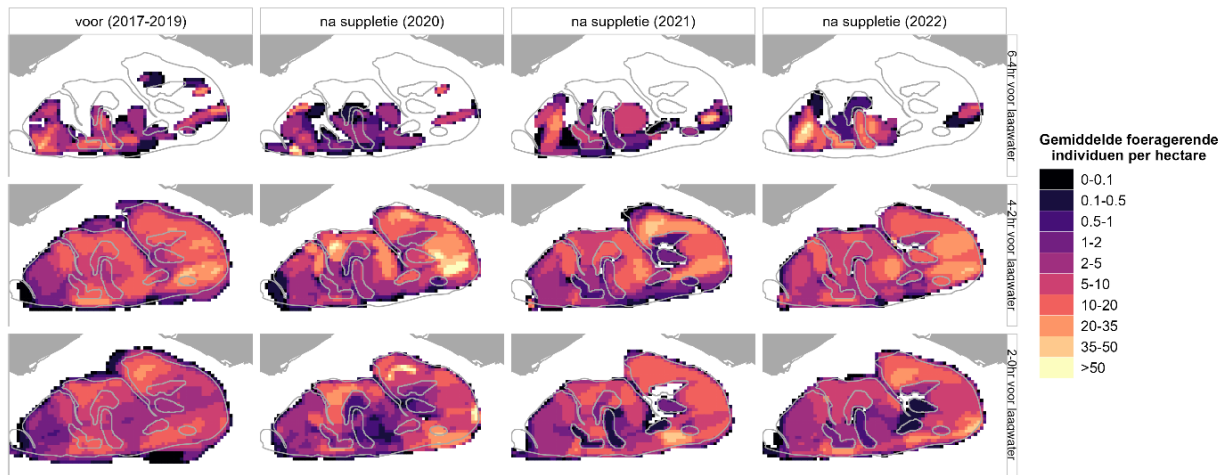 voor (2017-2019)
na suppletie (2020)
na suppletie (2021)
na suppletie (2022)
6-4hr voor laagwater
4-2hr voor laagwater
2-0hr voor laagwater
Gemiddelde foeragerende
individuen per hectare
0-0.1
0.1-0.5
0.5-1
1-2
2-5
5-10
10-20
20-35
35-50
>50